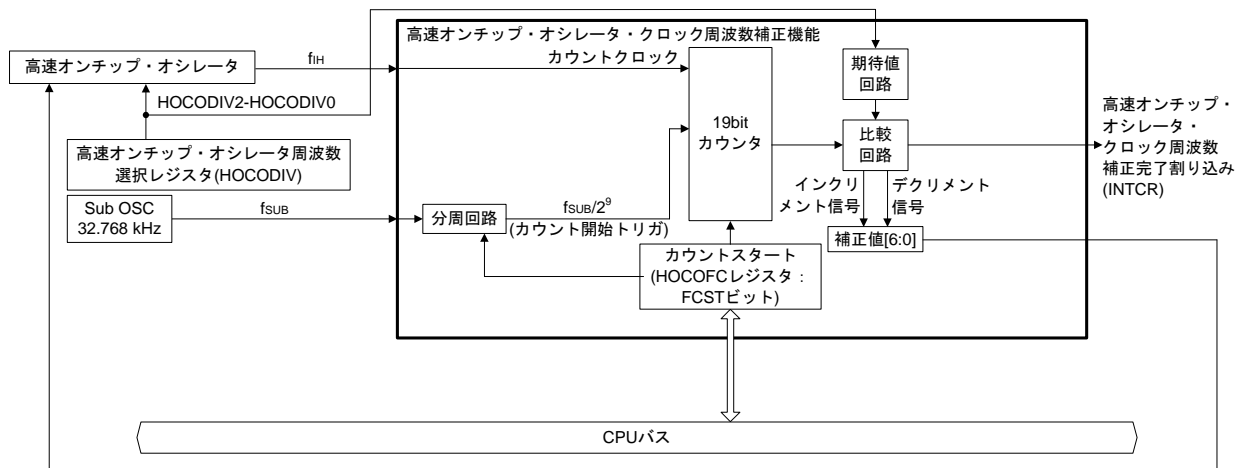 高速オンチップ・オシレータ・クロック周波数補正機能
高速オンチップ・オシレータ
fIH
カウントクロック
期待値
回路
HOCODIV2-HOCODIV0
高速オンチップ・オシレータ周波数
選択レジスタ(HOCODIV)
19bit
カウンタ
比較
回路
高速オンチップ・
オシレータ・
クロック周波数
補正完了割り込み
(INTCR)
インクリ
メント信号
デクリメント
信号
Sub OSC
32.768 kHz
fSUB
分周回路
fSUB/2⁹
(カウント開始トリガ)
補正値[6:0]
カウントスタート
(HOCOFCレジスタ：
FCSTビット)
CPUバス